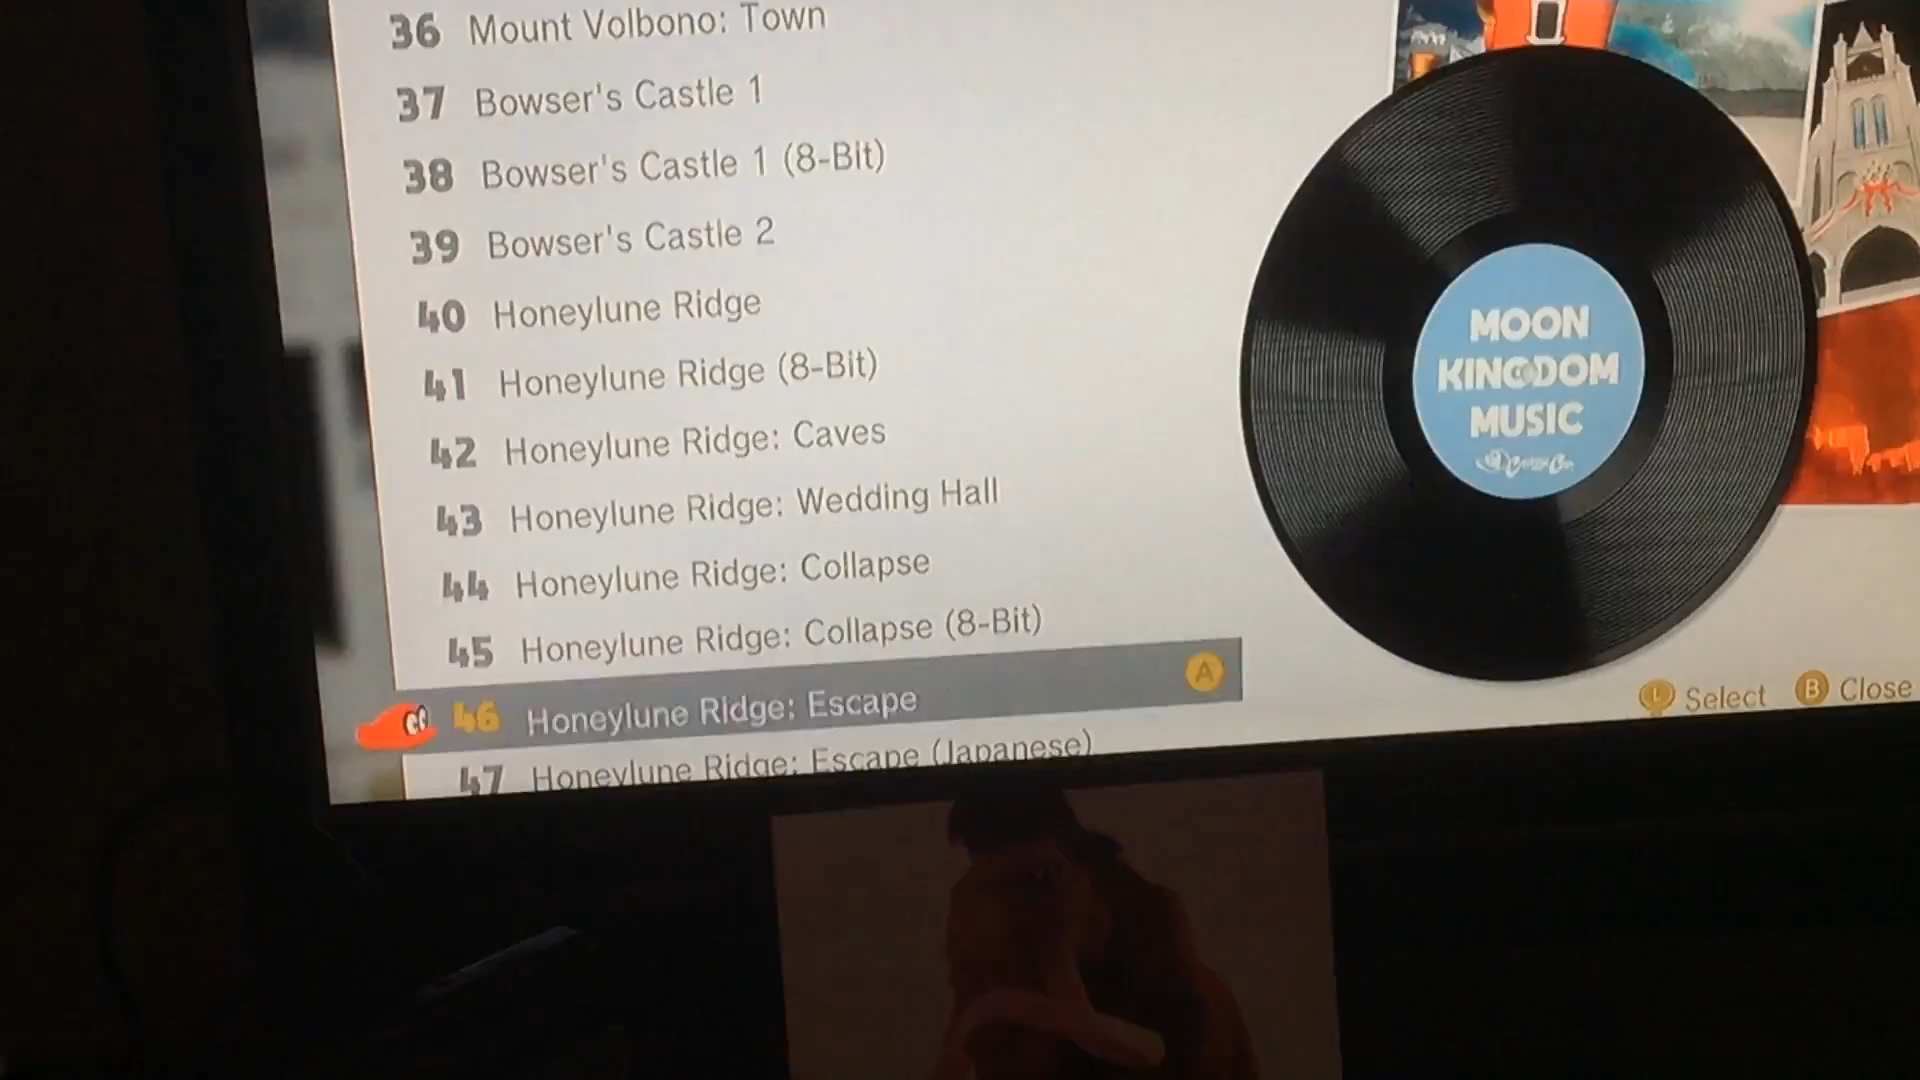 36 Mount Volbono: Town
37 Bowser's Castle 1
38 Bowser's Castle 1 (8-Bit)
39 Bowser's Castle 2
40 Honeylune Ridge
41 Honeylune Ridge (8-Bit)
42 Honeylune Ridge: Caves
43 Honeylune Ridge: Wedding Hall
44 Honeylune Ridge: Collapse
45 Honeylune Ridge: Collapse (8-Bit)
46 Honeylune Ridge: Escape A
47 Honeylune Ridge: Escape (Japanese)
MOON
KINGDOM
MUSIC
L Select B Close